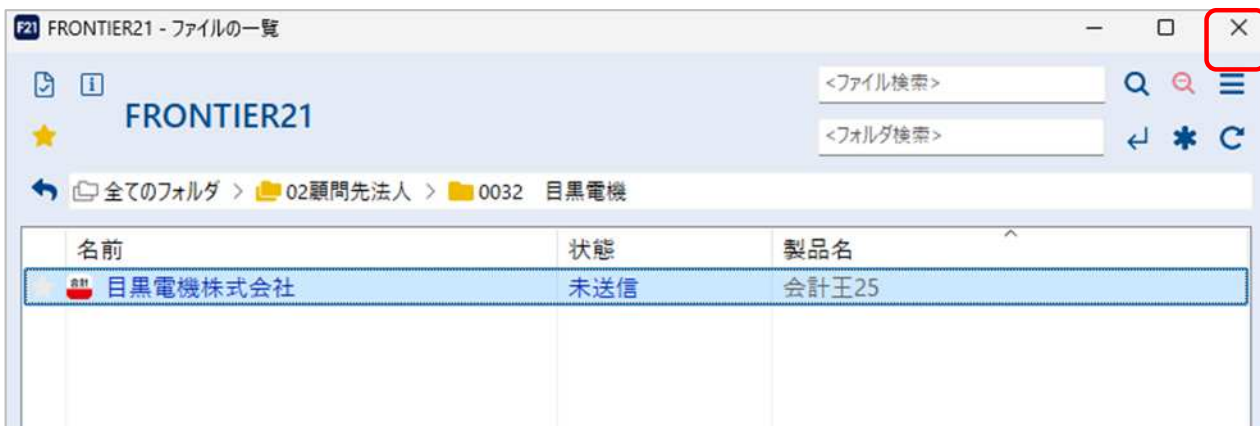 F21 FRONTIER21 - ファイルの一覧
<ファイル検索>
FRONTIER21
<フォルダ検索>
全てのフォルダ > 02顧問先法人 > 0032 目黒電機
名前 状態 製品名
会計 目黒電機株式会社 未送信 会計王25